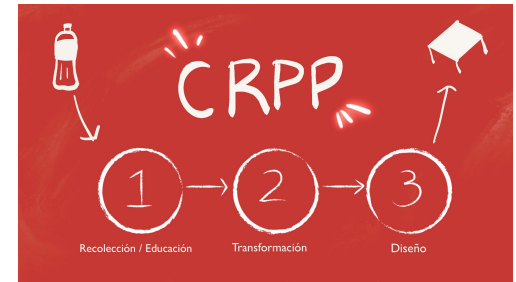 CRPP
1
2
3
Recolección / Educación
Transformación
Diseño